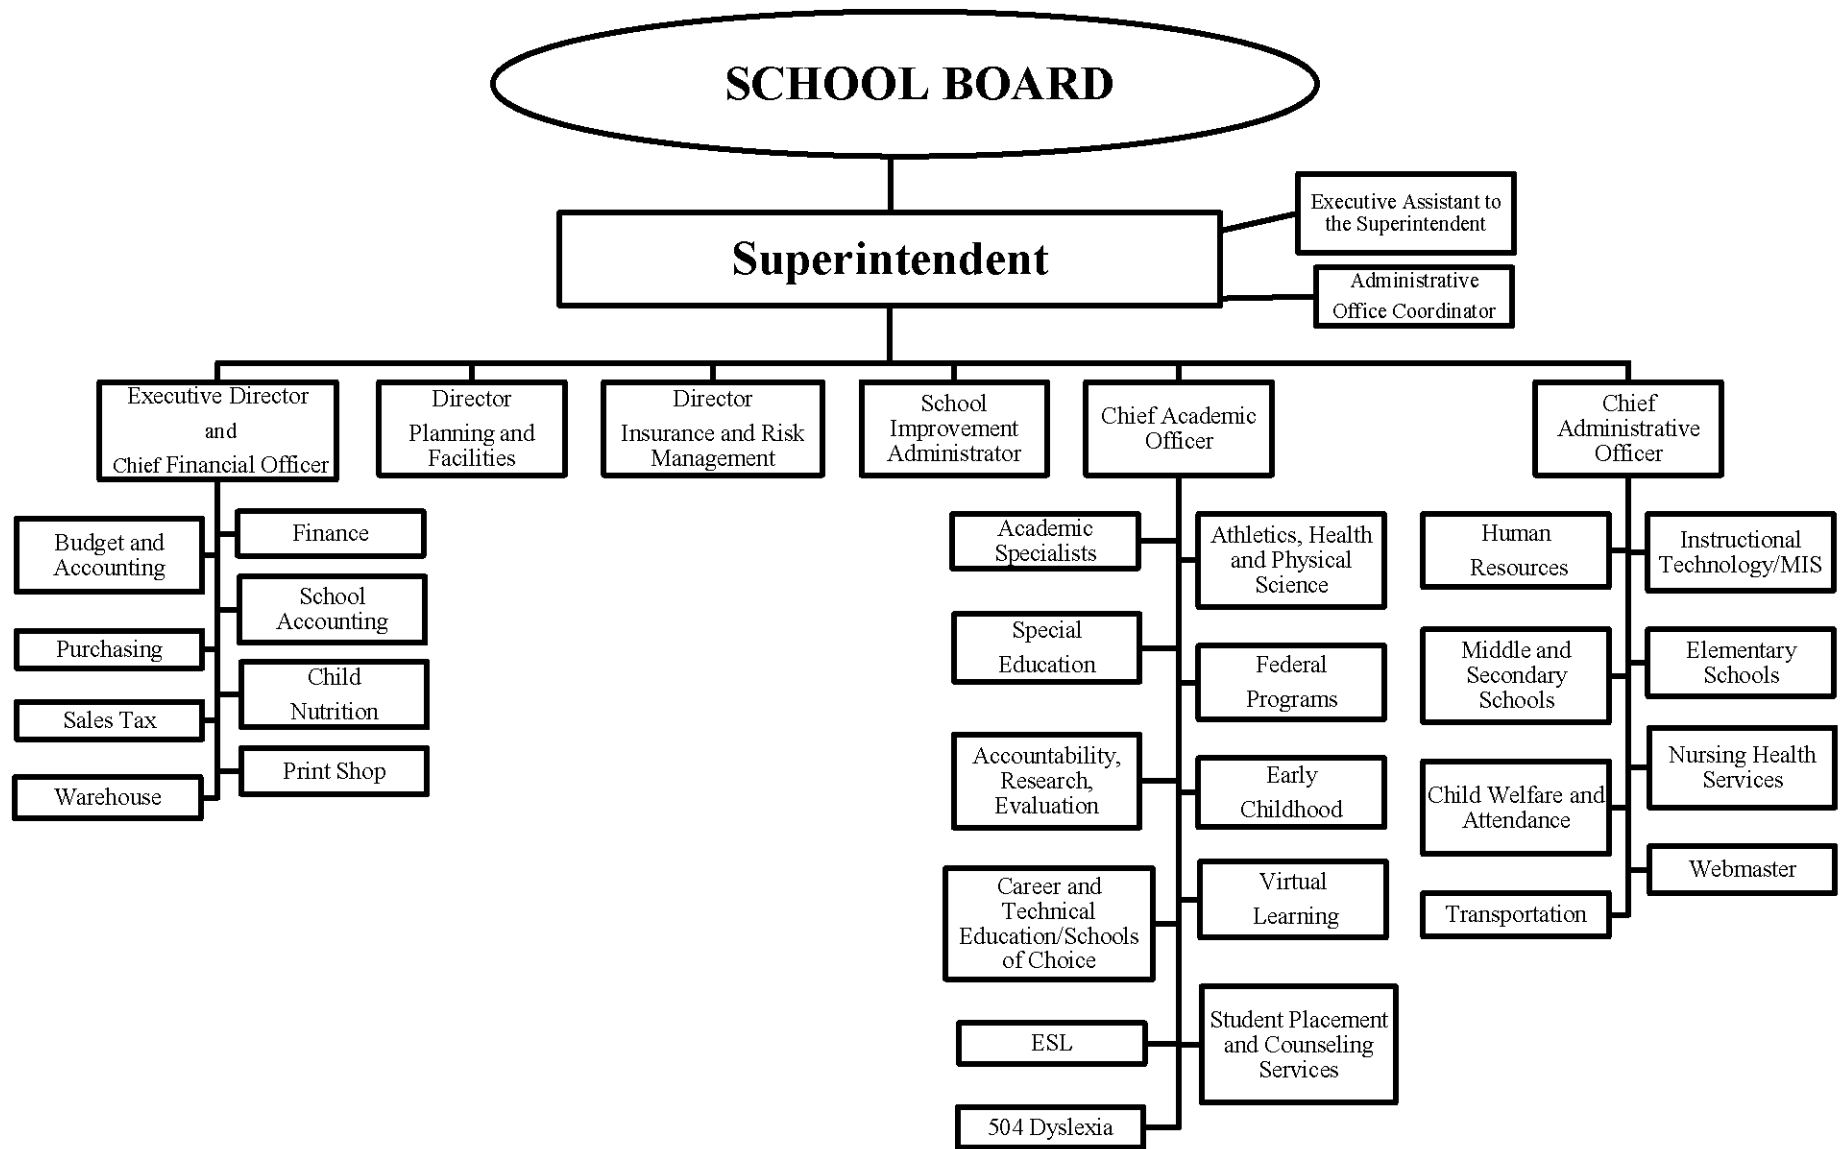 SCHOOL BOARD
Executive Assistant to
the Superintendent
Superintendent
Administrative
Office Coordinator
Executive Director
and
Chief Financial Officer
Director
Planning and
Facilities
Director
Insurance and Risk
Management
School
Improvement
Administrator
Chief Academic
Officer
Chief
Administrative
Officer
Budget and
Accounting
Finance
School
Accounting
Purchasing
Child
Nutrition
Sales Tax
Print Shop
Warehouse
Academic
Specialists
Athletics, Health
and Physical
Science
Special
Education
Federal
Programs
Accountability,
Research,
Evaluation
Early
Childhood
Career and
Technical
Education/Schools
of Choice
Virtual
Learning
ESL
Student Placement
and Counseling
Services
504 Dyslexia
Human
Resources
Instructional
Technology/MIS
Middle and
Secondary
Schools
Elementary
Schools
Nursing Health
Services
Child Welfare and
Attendance
Webmaster
Transportation